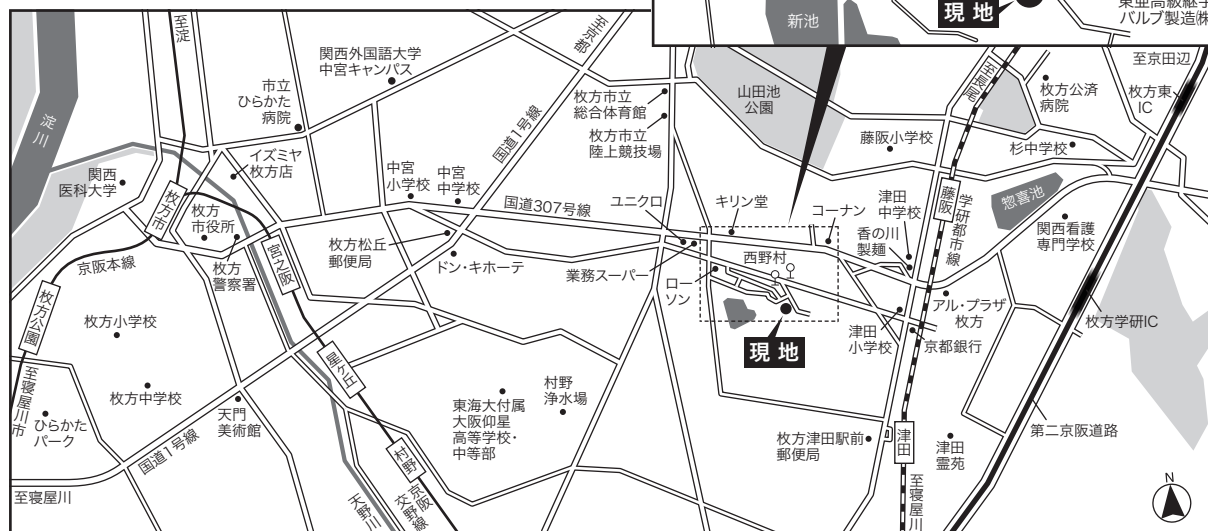 新池
現地
東亜高級継手
バルブ製造㈱
至淀
関西外国語大学
中宮キャンパス
至京都
至京田辺
市立
ひらかた
病院
枚方市立
総合体育館
枚方市立
陸上競技場
山田池
公園
至長尾
枚方公済
病院
枚方東
IC
淀川
国道1号線
藤阪小学校
杉中学校
イズミヤ
枚方店
関西
医科大学
中宮
小学校
中宮
中学校
国道307号線
ユニクロ
キリン堂
コーナン
津田
中学校
香の川
製麺
藤阪
学研都市線
惣喜池
関西看護
専門学校
枚方市
枚方
市役所
枚方
警察署
宮之阪
枚方松丘
郵便局
ドン・キホーテ
業務スーパー
ロー
ソン
西野村
京阪本線
枚方公園
枚方小学校
現地
津田
小学校
アル・プラザ
枚方
京都銀行
枚方学研IC
星ヶ丘
至寝屋川市
枚方中学校
ひらかた
パーク
天門
美術館
国道1号線
東海大付属
大阪仰星
高等学校・
中等部
村野
浄水場
枚方津田駅前
郵便局
津田
津田
霊苑
第二京阪道路
至寝屋川
天野川
村野
京阪
交野線
至寝屋川
N